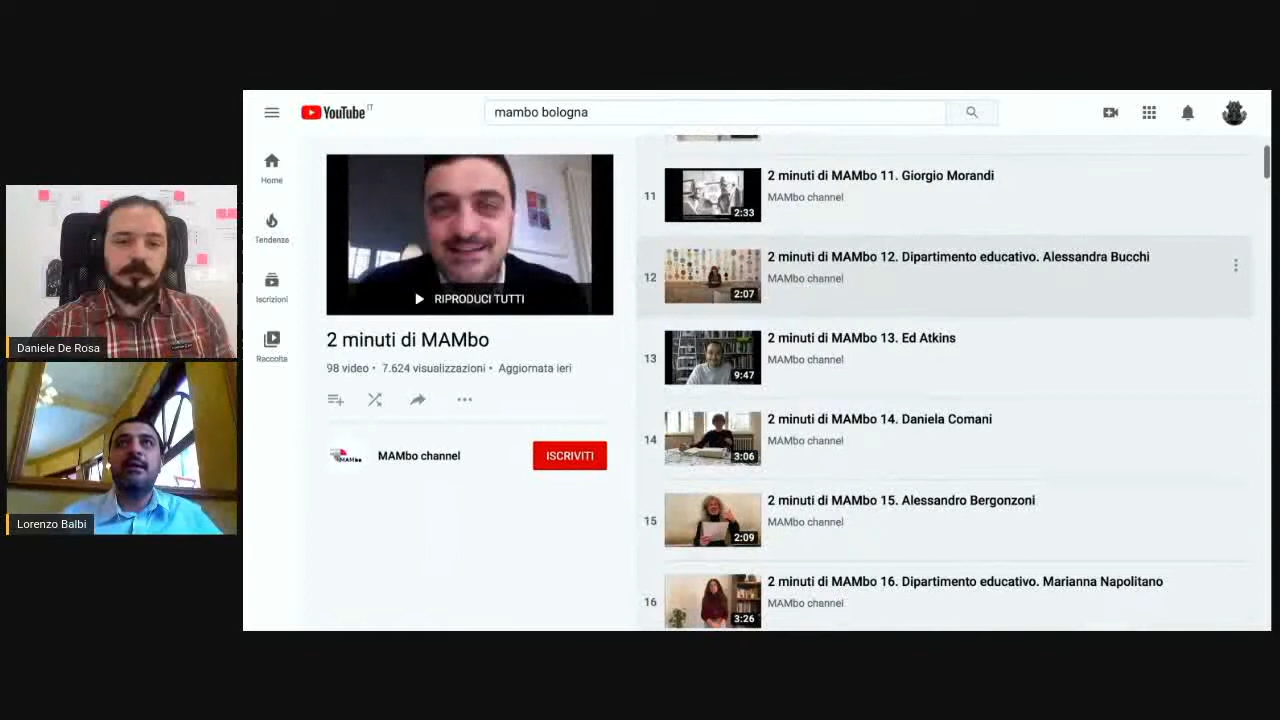 YouTube IT
mambo bologna
Home
Tendenze
Iscrizioni
Raccolta
Daniele De Rosa
Lorenzo Balbi
RIPRODUCI TUTTI
2 minuti di MAMbo
98 video • 7.624 visualizzazioni • Aggiornata ieri
MAMbo
MAMbo channel
ISCRIVITI
11
2:33
2 minuti di MAMbo 11. Giorgio Morandi
MAMbo channel
12
2:07
2 minuti di MAMbo 12. Dipartimento educativo. Alessandra Bucchi
MAMbo channel
13
9:47
2 minuti di MAMbo 13. Ed Atkins
MAMbo channel
14
3:06
2 minuti di MAMbo 14. Daniela Comani
MAMbo channel
15
2:09
2 minuti di MAMbo 15. Alessandro Bergonzoni
MAMbo channel
16
3:26
2 minuti di MAMbo 16. Dipartimento educativo. Marianna Napolitano
MAMbo channel